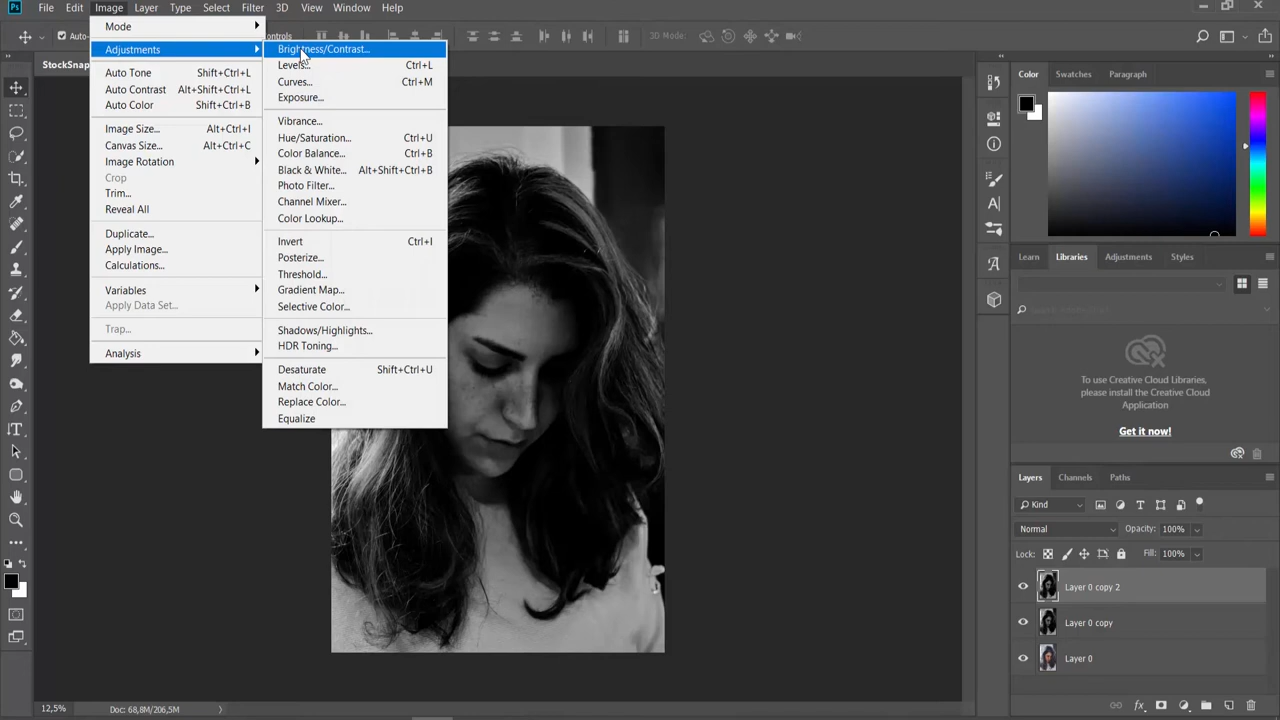 Ps File Edit Image Layer Type Select Filter 3D View Window Help
Auto- ntrols 3D Mode:
StockSnap
Mode
Adjustments
Auto Tone Shift+Ctrl+L
Auto Contrast Alt+Shift+Ctrl+L
Auto Color Shift+Ctrl+B
Image Size... Alt+Ctrl+I
Canvas Size... Alt+Ctrl+C
Image Rotation
Crop
Trim...
Reveal All
Duplicate...
Apply Image...
Calculations...
Variables
Apply Data Set...
Trap...
Analysis
Brightness/Contrast...
Levels... Ctrl+L
Curves... Ctrl+M
Exposure...
Vibrance...
Hue/Saturation... Ctrl+U
Color Balance... Ctrl+B
Black & White... Alt+Shift+Ctrl+B
Photo Filter...
Channel Mixer...
Color Lookup...
Invert Ctrl+I
Posterize...
Threshold...
Gradient Map...
Selective Color...
Shadows/Highlights...
HDR Toning...
Desaturate Shift+Ctrl+U
Match Color...
Replace Color...
Equalize
Color Swatches Paragraph
Learn Libraries Adjustments Styles
To use Creative Cloud Libraries,
please install the Creative Cloud
Application
Get it now!
Layers Channels Paths
Kind
Normal Opacity: 100%
Lock: Fill: 100%
Layer 0 copy 2
Layer 0 copy
Layer 0
12,5% Doc: 68,8M/206,5M